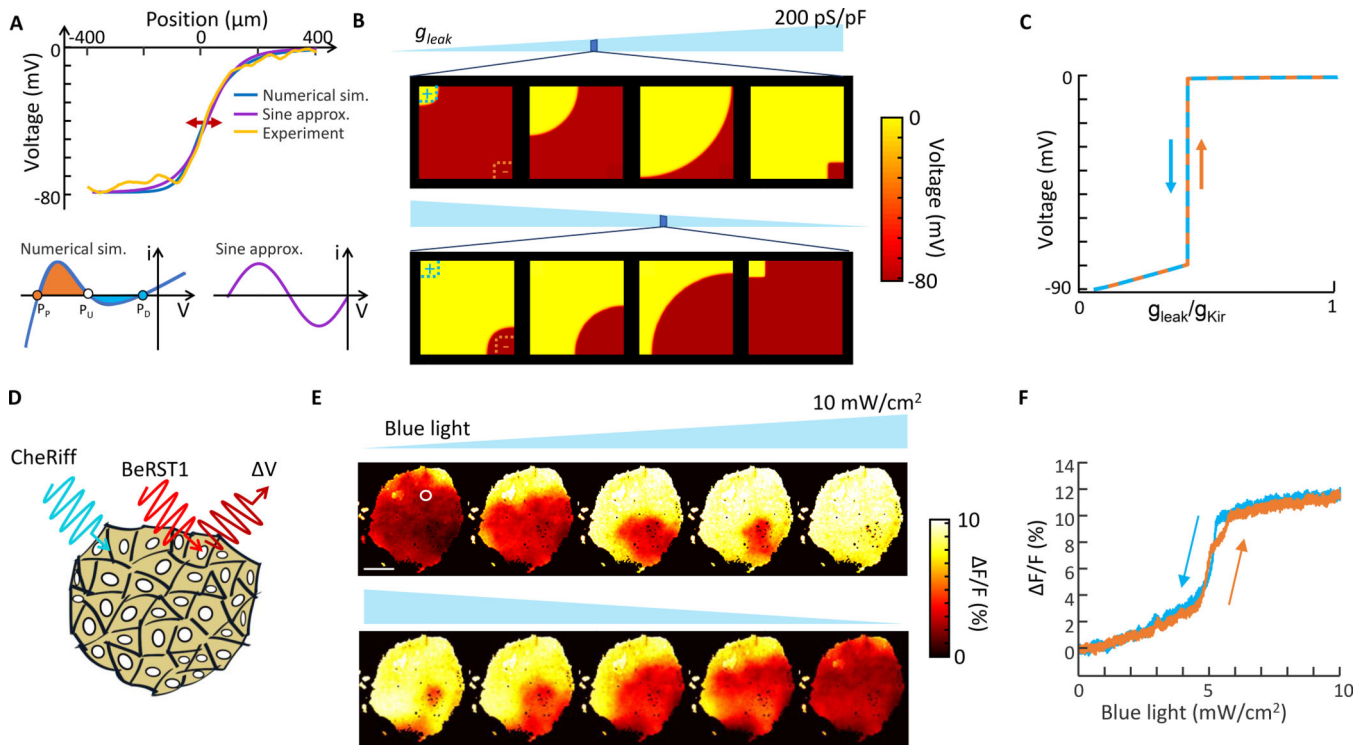 A
Position (µm)
-400 0 400
0
-80
Voltage (mV)
Numerical sim.
Sine approx.
Experiment
Numerical sim.
i
V
P_P P_U P_D
Sine approx.
i
V
B
200 pS/pF
g_leak
+
-
+
-
0
-80
Voltage (mV)
C
0
-90
Voltage (mV)
0 1
g_leak/g_Kir
D
CheRiff
BeRST1
ΔV
E
10 mW/cm²
Blue light
10
0
ΔF/F (%)
F
14
12
10
8
6
4
2
0
ΔF/F (%)
0 5 10
Blue light (mW/cm²)